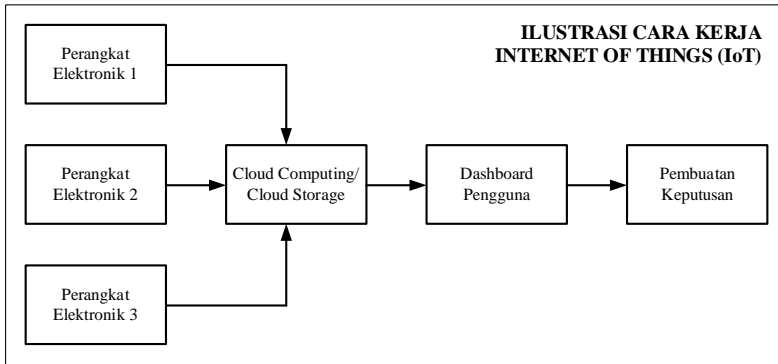 ILUSTRASI CARA KERJA
INTERNET OF THINGS (IoT)
Perangkat
Elektronik 1
Perangkat
Elektronik 2
Perangkat
Elektronik 3
Cloud Computing/
Cloud Storage
Dashboard
Pengguna
Pembuatan
Keputusan